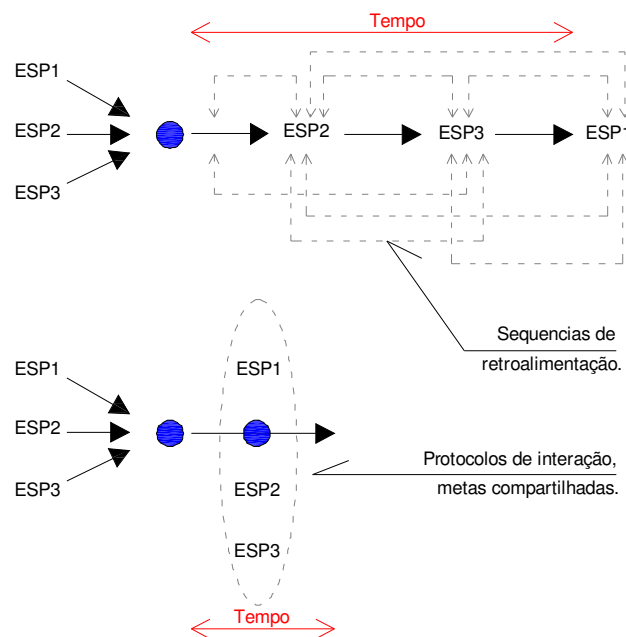 Tempo
ESP1
ESP2
ESP3
ESP2
ESP3
ESP1
Sequencias de
retroalimentação.
ESP1
ESP2
ESP3
ESP1
ESP2
ESP3
Protocolos de interação,
metas compartilhadas.
Tempo